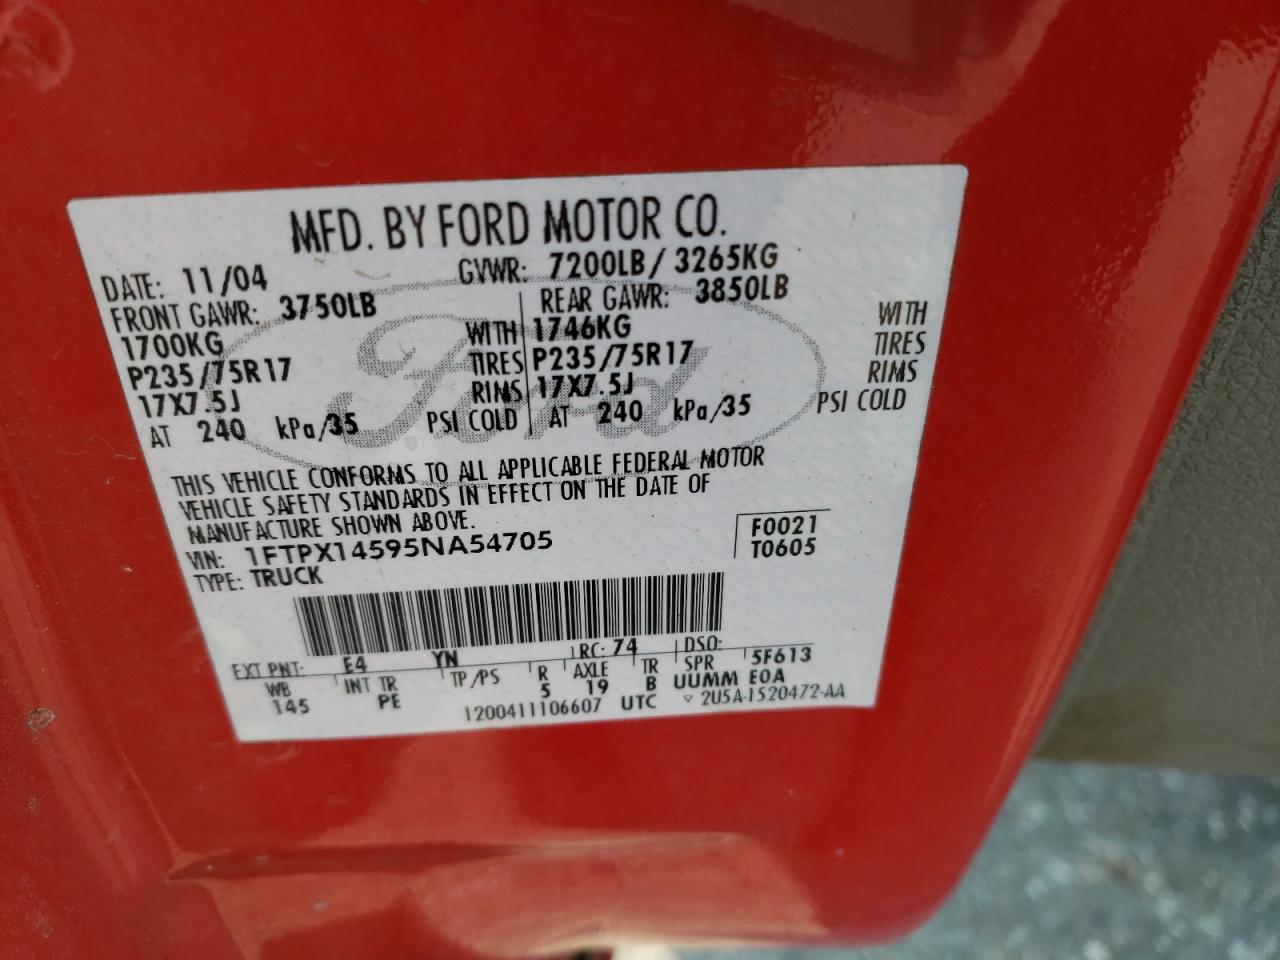 MFD. BY FORD MOTOR CO.
DATE: 11/04 GVWR: 7200LB/ 3265KG
FRONT GAWR: 3750LB REAR GAWR: 3850LB
1700KG WITH 1746KG WITH
P235/75R17 TIRES P235/75R17 TIRES
17X7.5J RIMS 17X7.5J RIMS
AT 240 kPa/35 PSI COLD AT 240 kPa/35 PSI COLD
Ford
THIS VEHICLE CONFORMS TO ALL APPLICABLE FEDERAL MOTOR
VEHICLE SAFETY STANDARDS IN EFFECT ON THE DATE OF
MANUFACTURE SHOWN ABOVE.
VIN: 1FTPX14595NA54705 F0021
TYPE: TRUCK T0605
EXT PNT: E4 YN RC: 74 DSO:
WB INT TR TP/PS R AXLE TR SPR 5F613
145 PE 5 19 B UUMM EOA
1200411106607 UTC ▽ 2U5A-1520472-AA